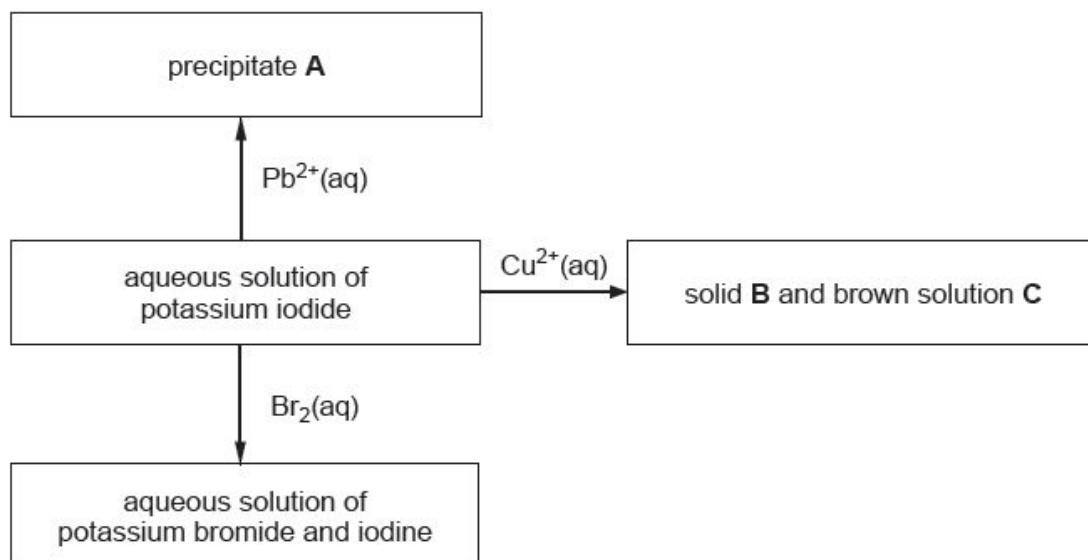 precipitate A
Pb²⁺(aq)
aqueous solution of
potassium iodide
Cu²⁺(aq)
solid B and brown solution C
Br₂(aq)
aqueous solution of
potassium bromide and iodine